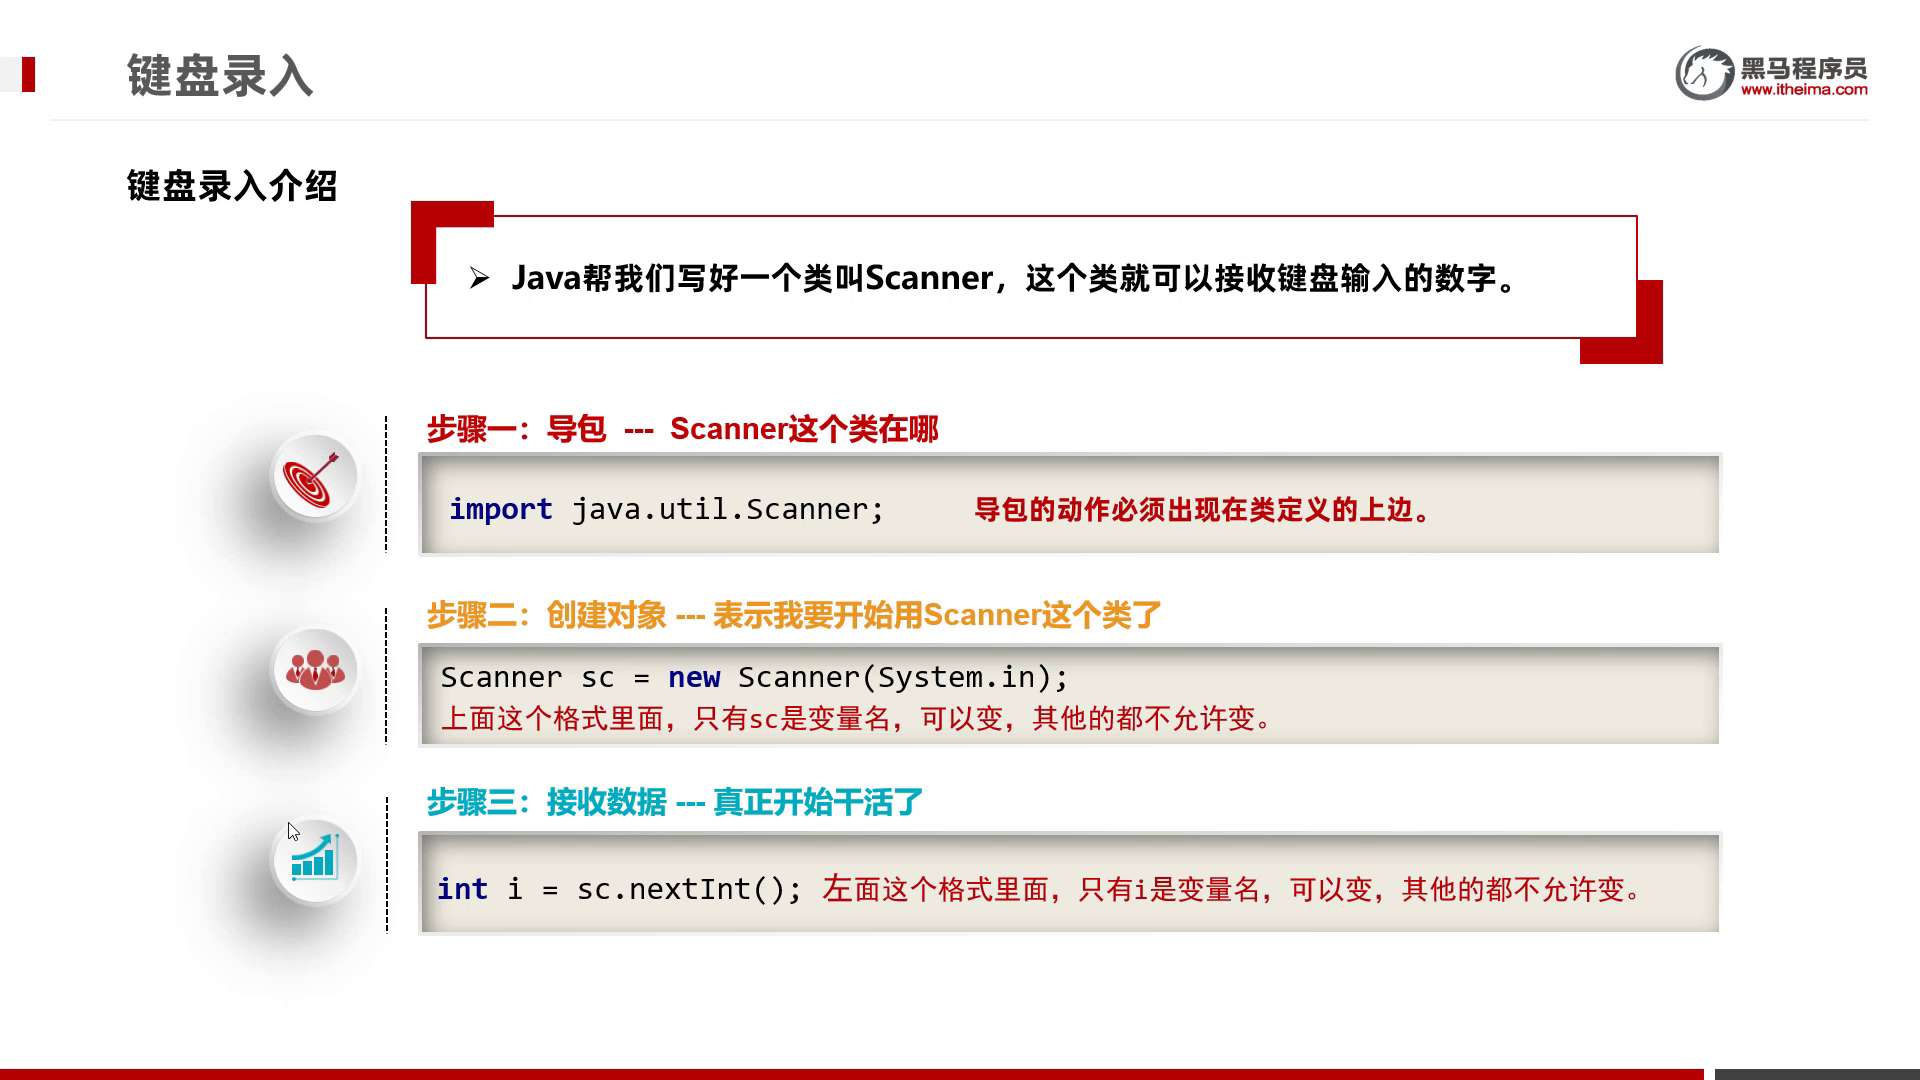 键盘录入
黑马程序员
www.itheima.com
键盘录入介绍
➢ Java帮我们写好一个类叫Scanner，这个类就可以接收键盘输入的数字。
步骤一：导包 --- Scanner这个类在哪
import java.util.Scanner; 导包的动作必须出现在类定义的上边。
步骤二：创建对象 --- 表示我要开始用Scanner这个类了
Scanner sc = new Scanner(System.in);
上面这个格式里面，只有sc是变量名，可以变，其他的都不允许变。
步骤三：接收数据 --- 真正开始干活了
int i = sc.nextInt(); 左面这个格式里面，只有i是变量名，可以变，其他的都不允许变。